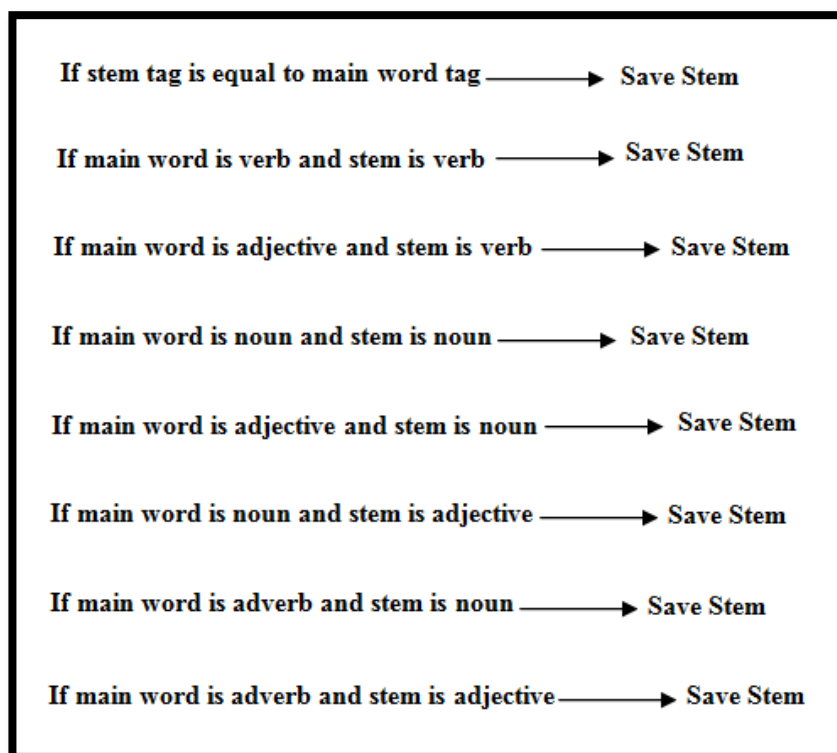 If stem tag is equal to main word tag Save Stem
If main word is verb and stem is verb Save Stem
If main word is adjective and stem is verb Save Stem
If main word is noun and stem is noun Save Stem
If main word is adjective and stem is noun Save Stem
If main word is noun and stem is adjective Save Stem
If main word is adverb and stem is noun Save Stem
If main word is adverb and stem is adjective Save Stem